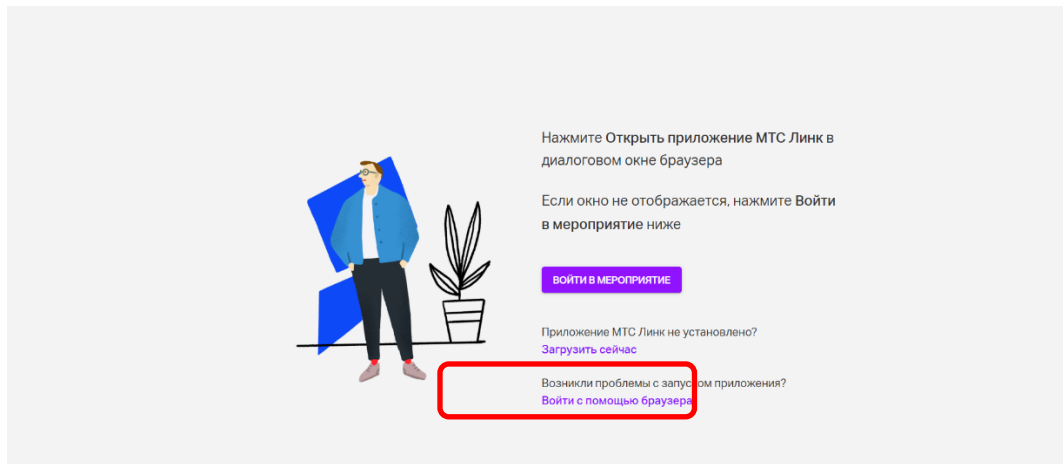 Нажмите Открыть приложение МТС Линк в
диалоговом окне браузера
Если окно не отображается, нажмите Войти
в мероприятие ниже
ВОЙТИ В МЕРОПРИЯТИЕ
Приложение МТС Линк не установлено?
Загрузить сейчас
Возникли проблемы с запуском приложения?
Войти с помощью браузера